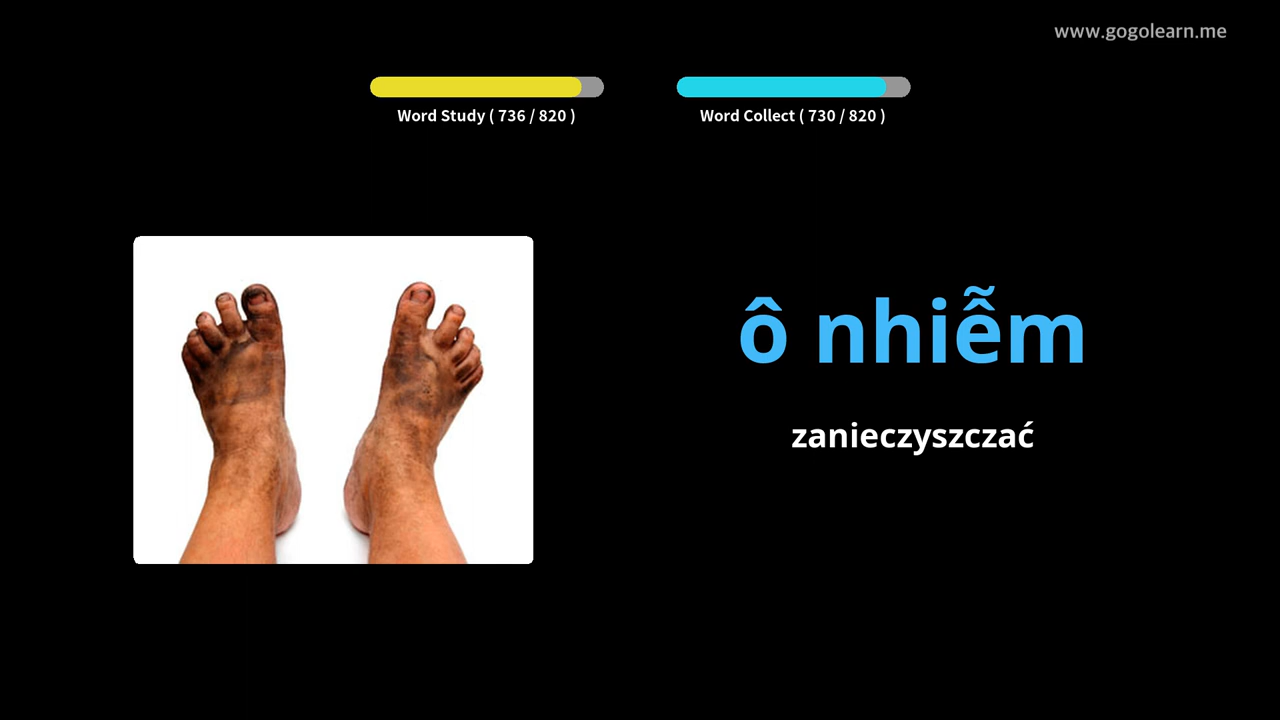 www.gogolearn.me
Word Study ( 736 / 820 )
Word Collect ( 730 / 820 )
ô nhiễm
zanieczyszczać